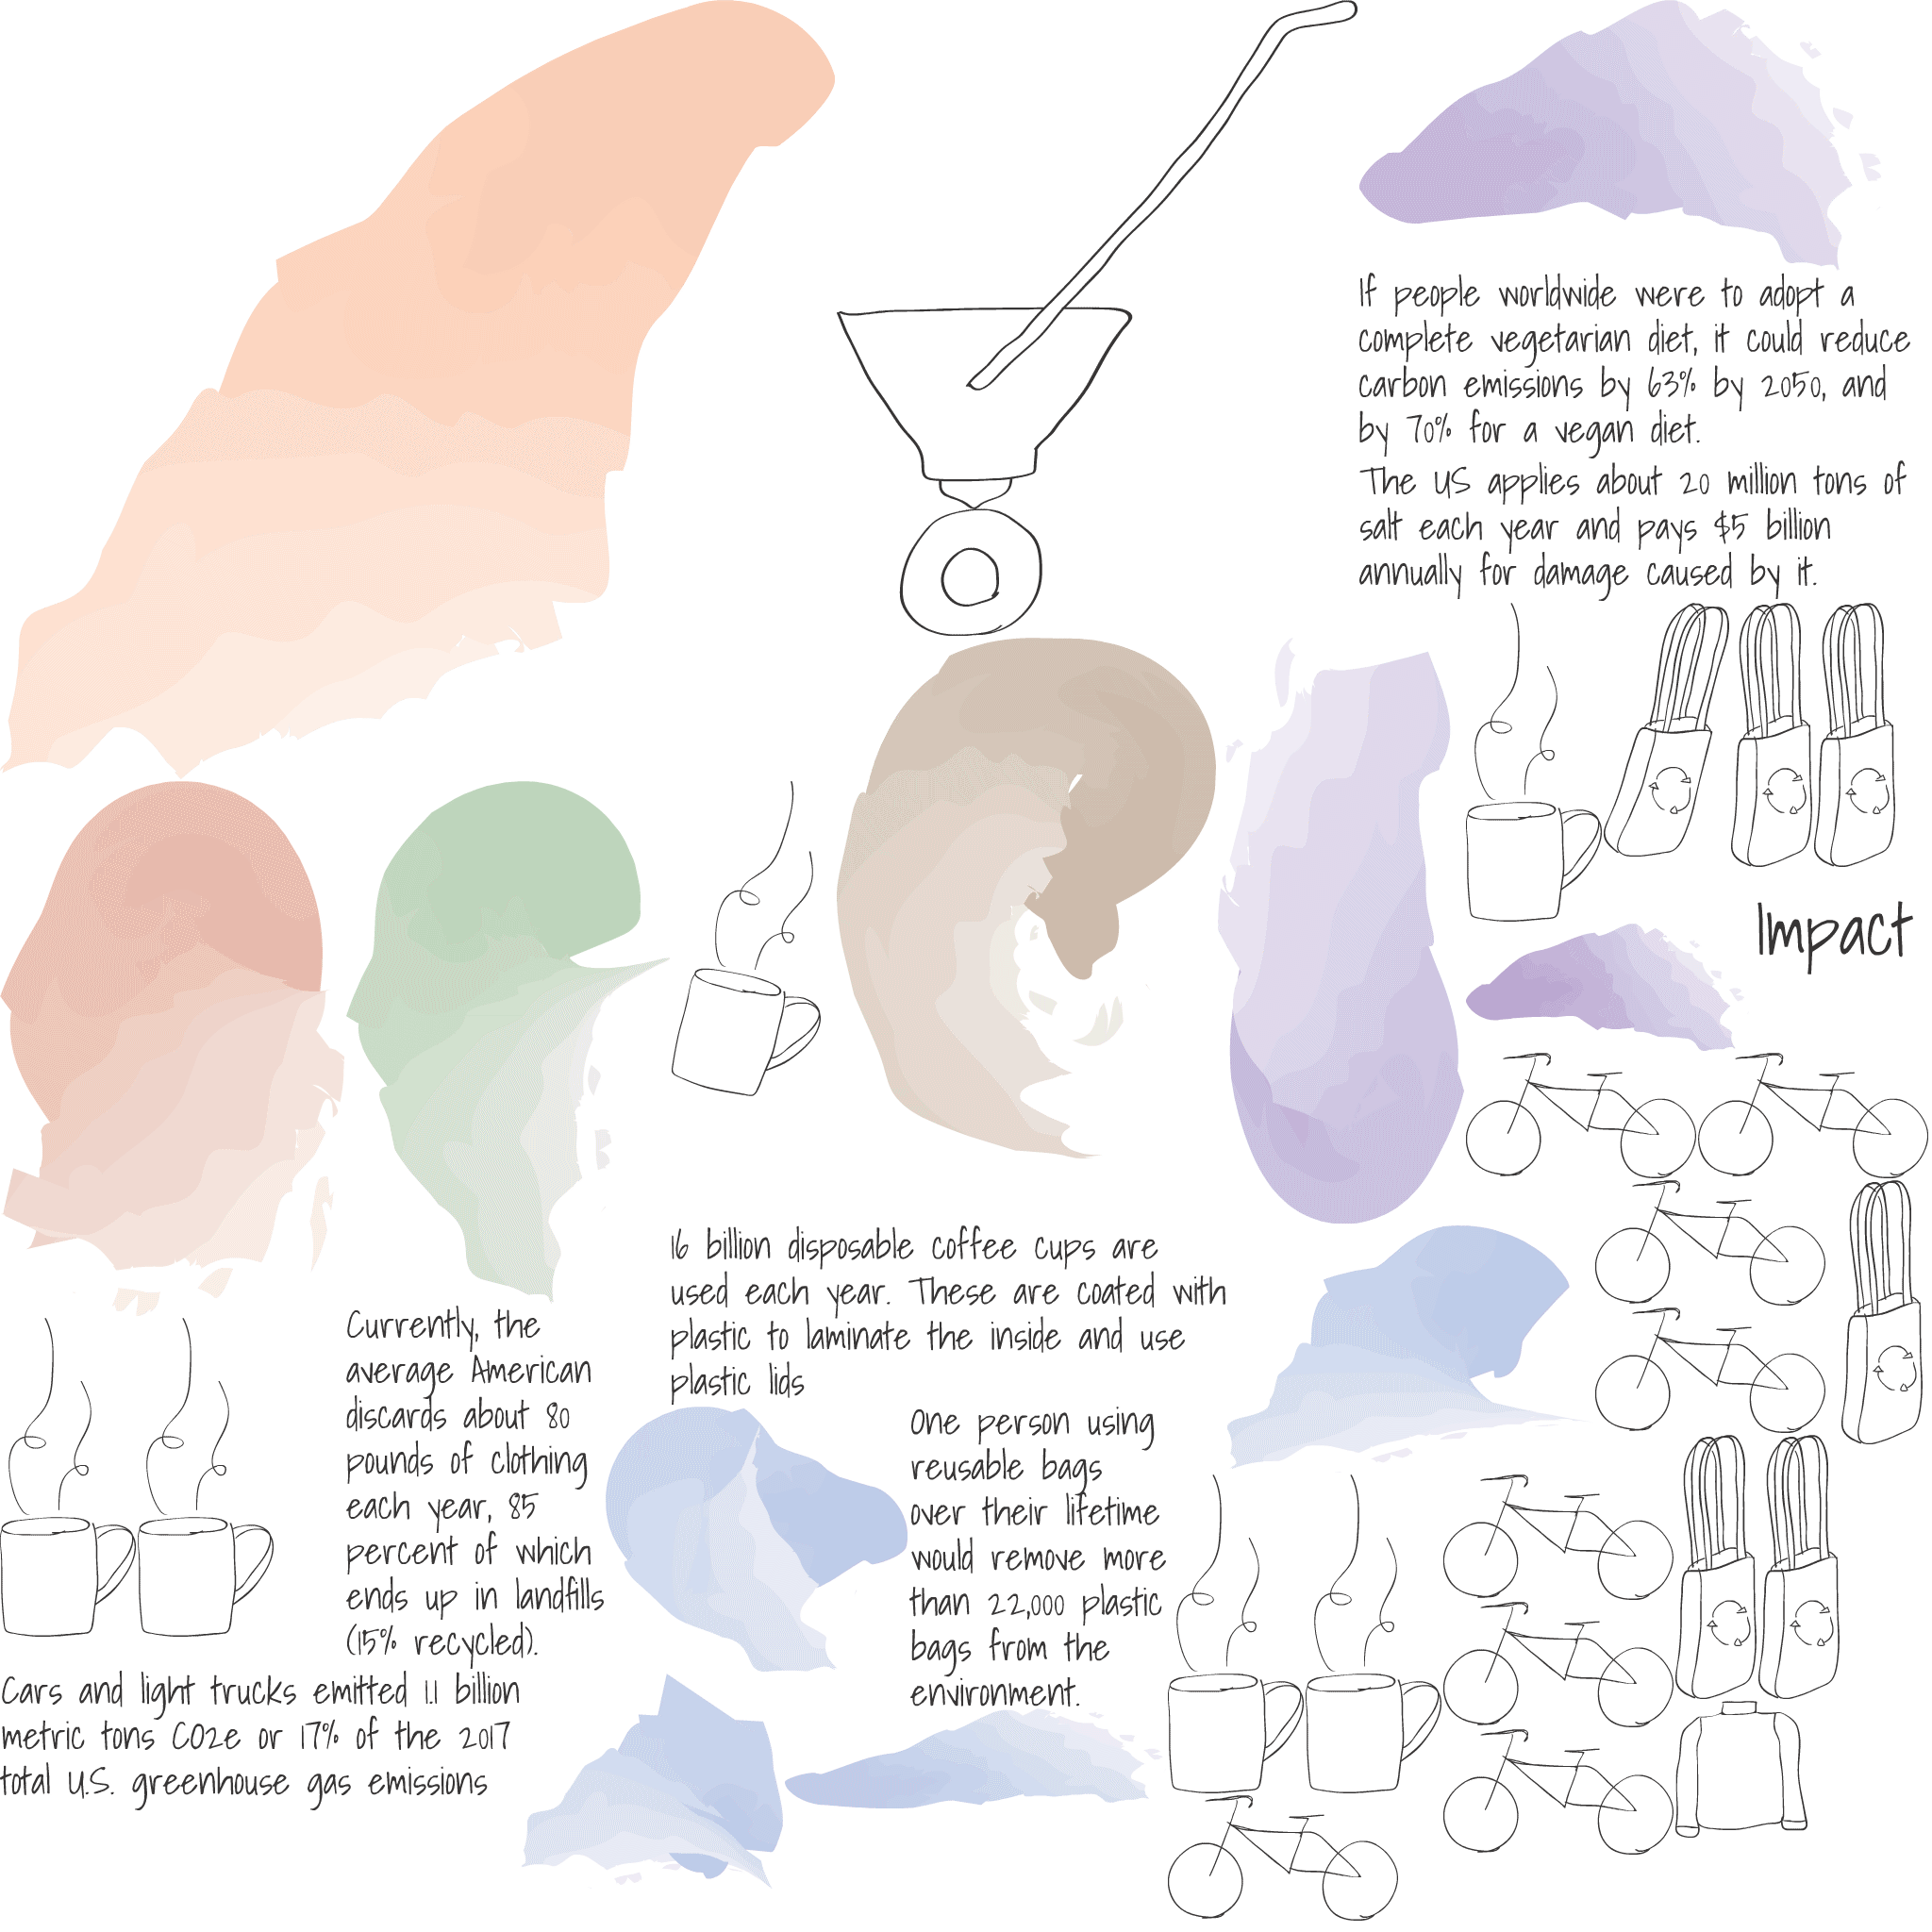 If people worldwide were to adopt a
complete vegetarian diet, it could reduce
carbon emissions by 63% by 2050, and
by 70% for a vegan diet.
The US applies about 20 million tons of
salt each year and pays $5 billion
annually for damage caused by it.
Impact
16 billion disposable coffee cups are
used each year. These are coated with
plastic to laminate the inside and use
plastic lids
Currently, the
average American
discards about 80
pounds of clothing
each year, 85
percent of which
ends up in landfills
(15% recycled).
One person using
reusable bags
over their lifetime
would remove more
than 22,000 plastic
bags from the
environment.
Cars and light trucks emitted 1.1 billion
metric tons CO2e or 17% of the 2017
total U.S. greenhouse gas emissions